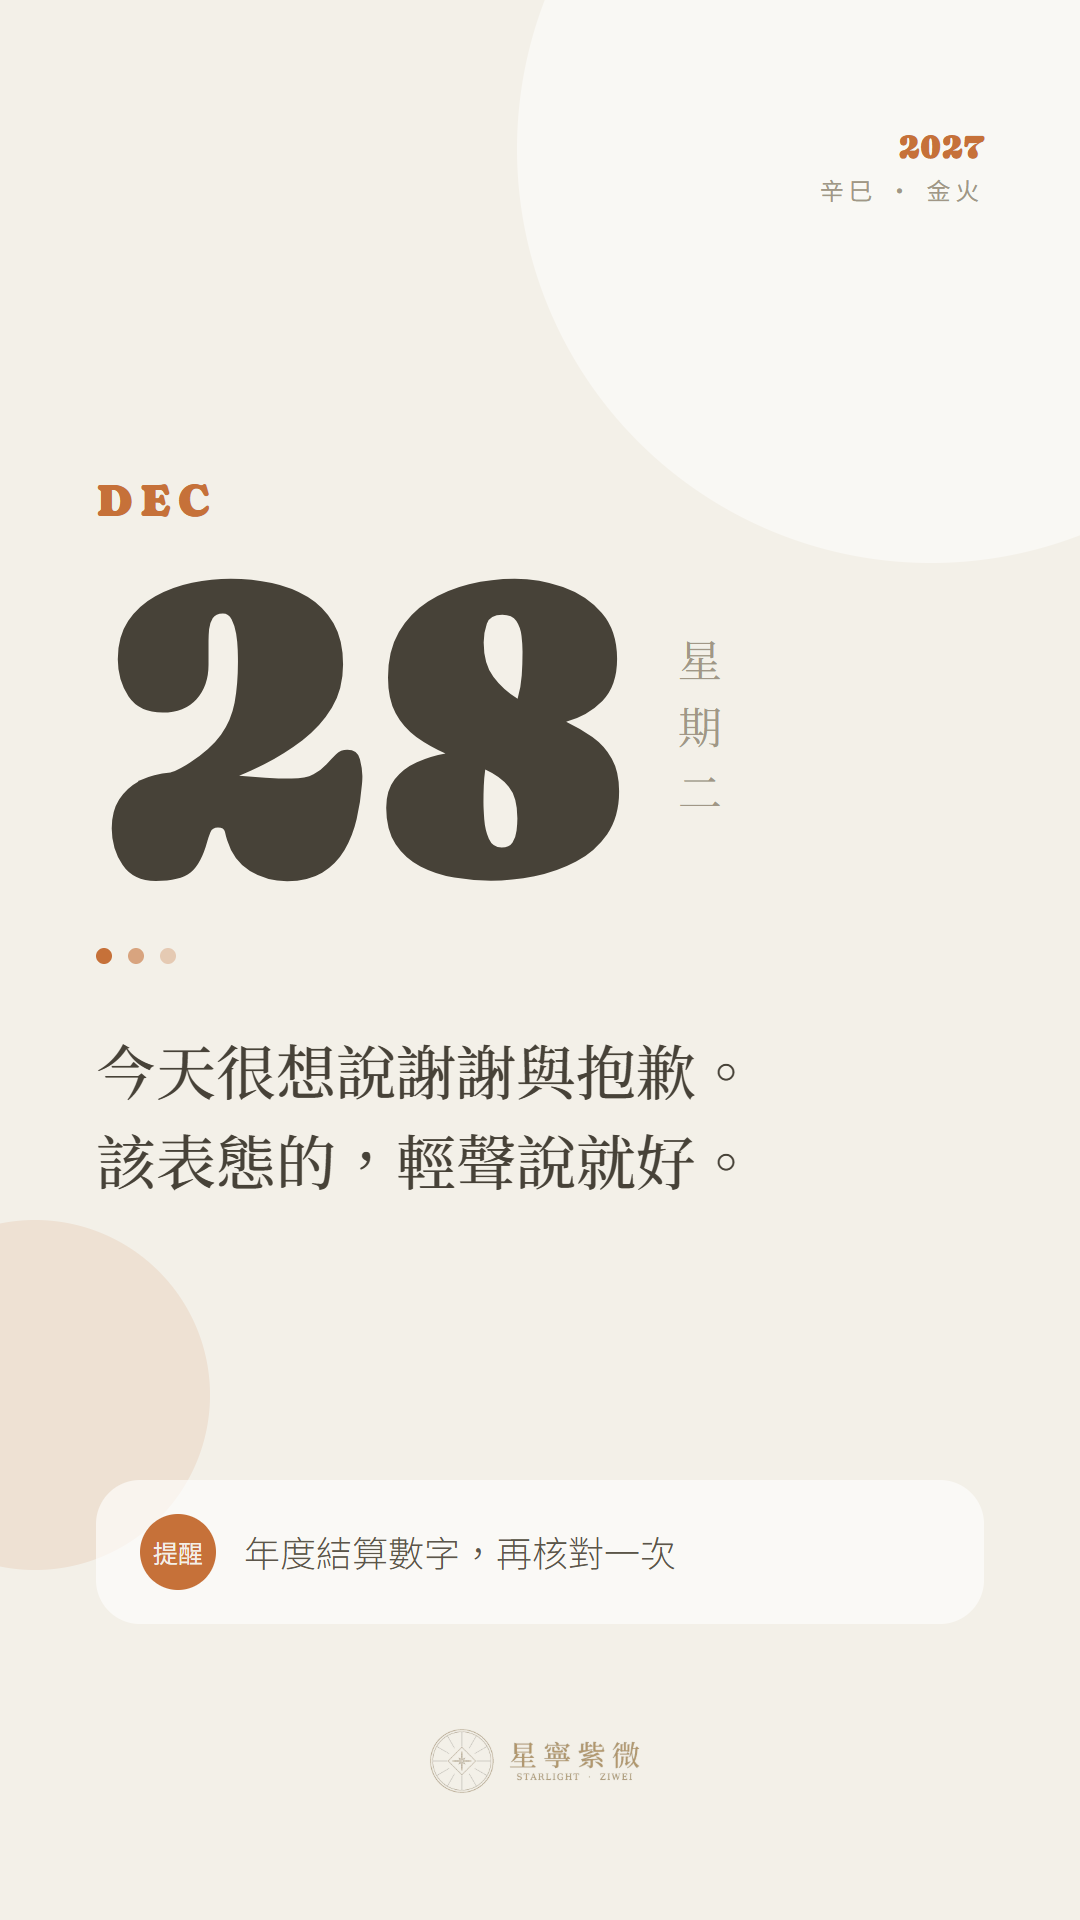 2027
辛巳 · 金火
DEC
28
星期二
今天很想說謝謝與抱歉。
該表態的，輕聲說就好。
提醒
年度結算數字，再核對一次
星寧紫微
STARLIGHT · ZIWEI